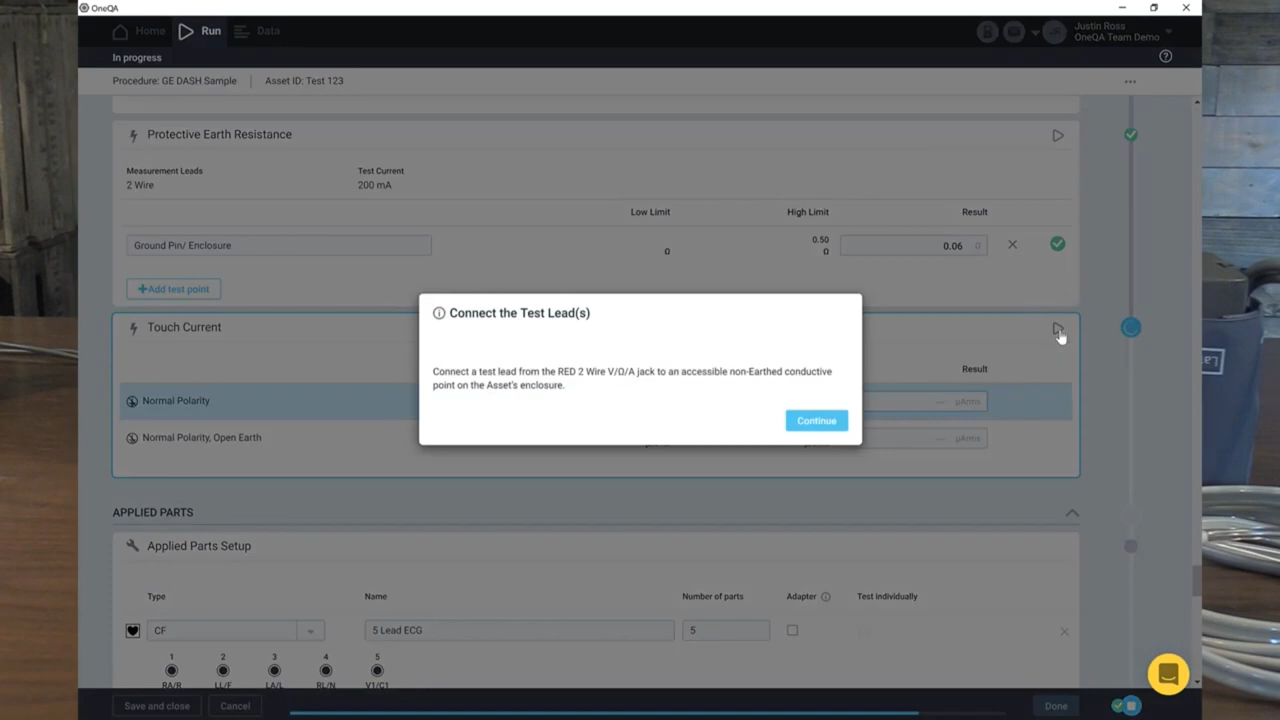 OneQA
Home
Run
Data
Justin Ross
OneQA Team Demo
In progress
Procedure: GE DASH Sample
Asset ID: Test 123
Protective Earth Resistance
Measurement Leads
Test Current
2 Wire
200 mA
Low Limit
High Limit
Result
Ground Pin/ Enclosure
Ω
0.50
Ω
0.06 Ω
+Add test point
Connect the Test Lead(s)
Connect a test lead from the RED 2 Wire V/Ω/A jack to an accessible non-Earthed conductive
point on the Asset's enclosure.
Continue
Touch Current
Result
Normal Polarity
— µArms
Normal Polarity, Open Earth
— µArms
APPLIED PARTS
Applied Parts Setup
Type
Name
Number of parts
Adapter
Test individually
CF
5 Lead ECG
5
1 2 3 4 5
RA/R LL/F LA/L RL/N V1/C1
Save and close
Cancel
Done